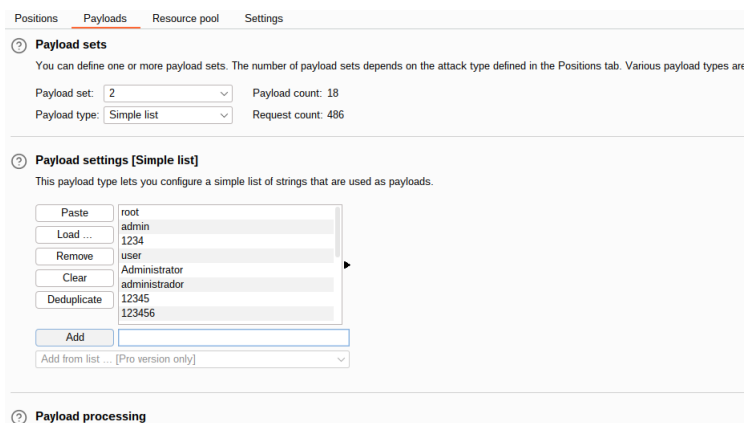 Positions Payloads Resource pool Settings
Payload sets
You can define one or more payload sets. The number of payload sets depends on the attack type defined in the Positions tab. Various payload types are
Payload set: 2 Payload count: 18
Payload type: Simple list Request count: 486
Payload settings [Simple list]
This payload type lets you configure a simple list of strings that are used as payloads.
Paste
Load ...
Remove
Clear
Deduplicate
root
admin
1234
user
Administrator
administrador
12345
123456
Add
Add from list ... [Pro version only]
Payload processing